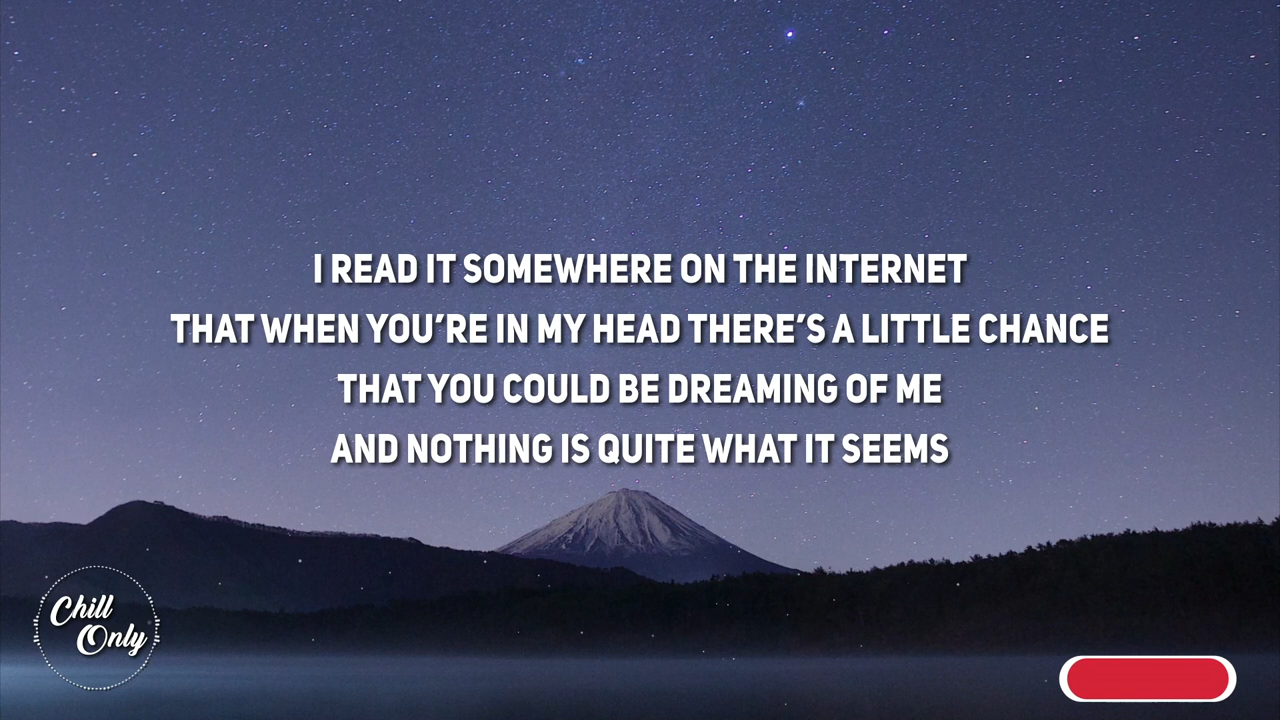 I READ IT SOMEWHERE ON THE INTERNET
THAT WHEN YOU'RE IN MY HEAD THERE'S A LITTLE CHANCE
THAT YOU COULD BE DREAMING OF ME
AND NOTHING IS QUITE WHAT IT SEEMS
Chill
Only